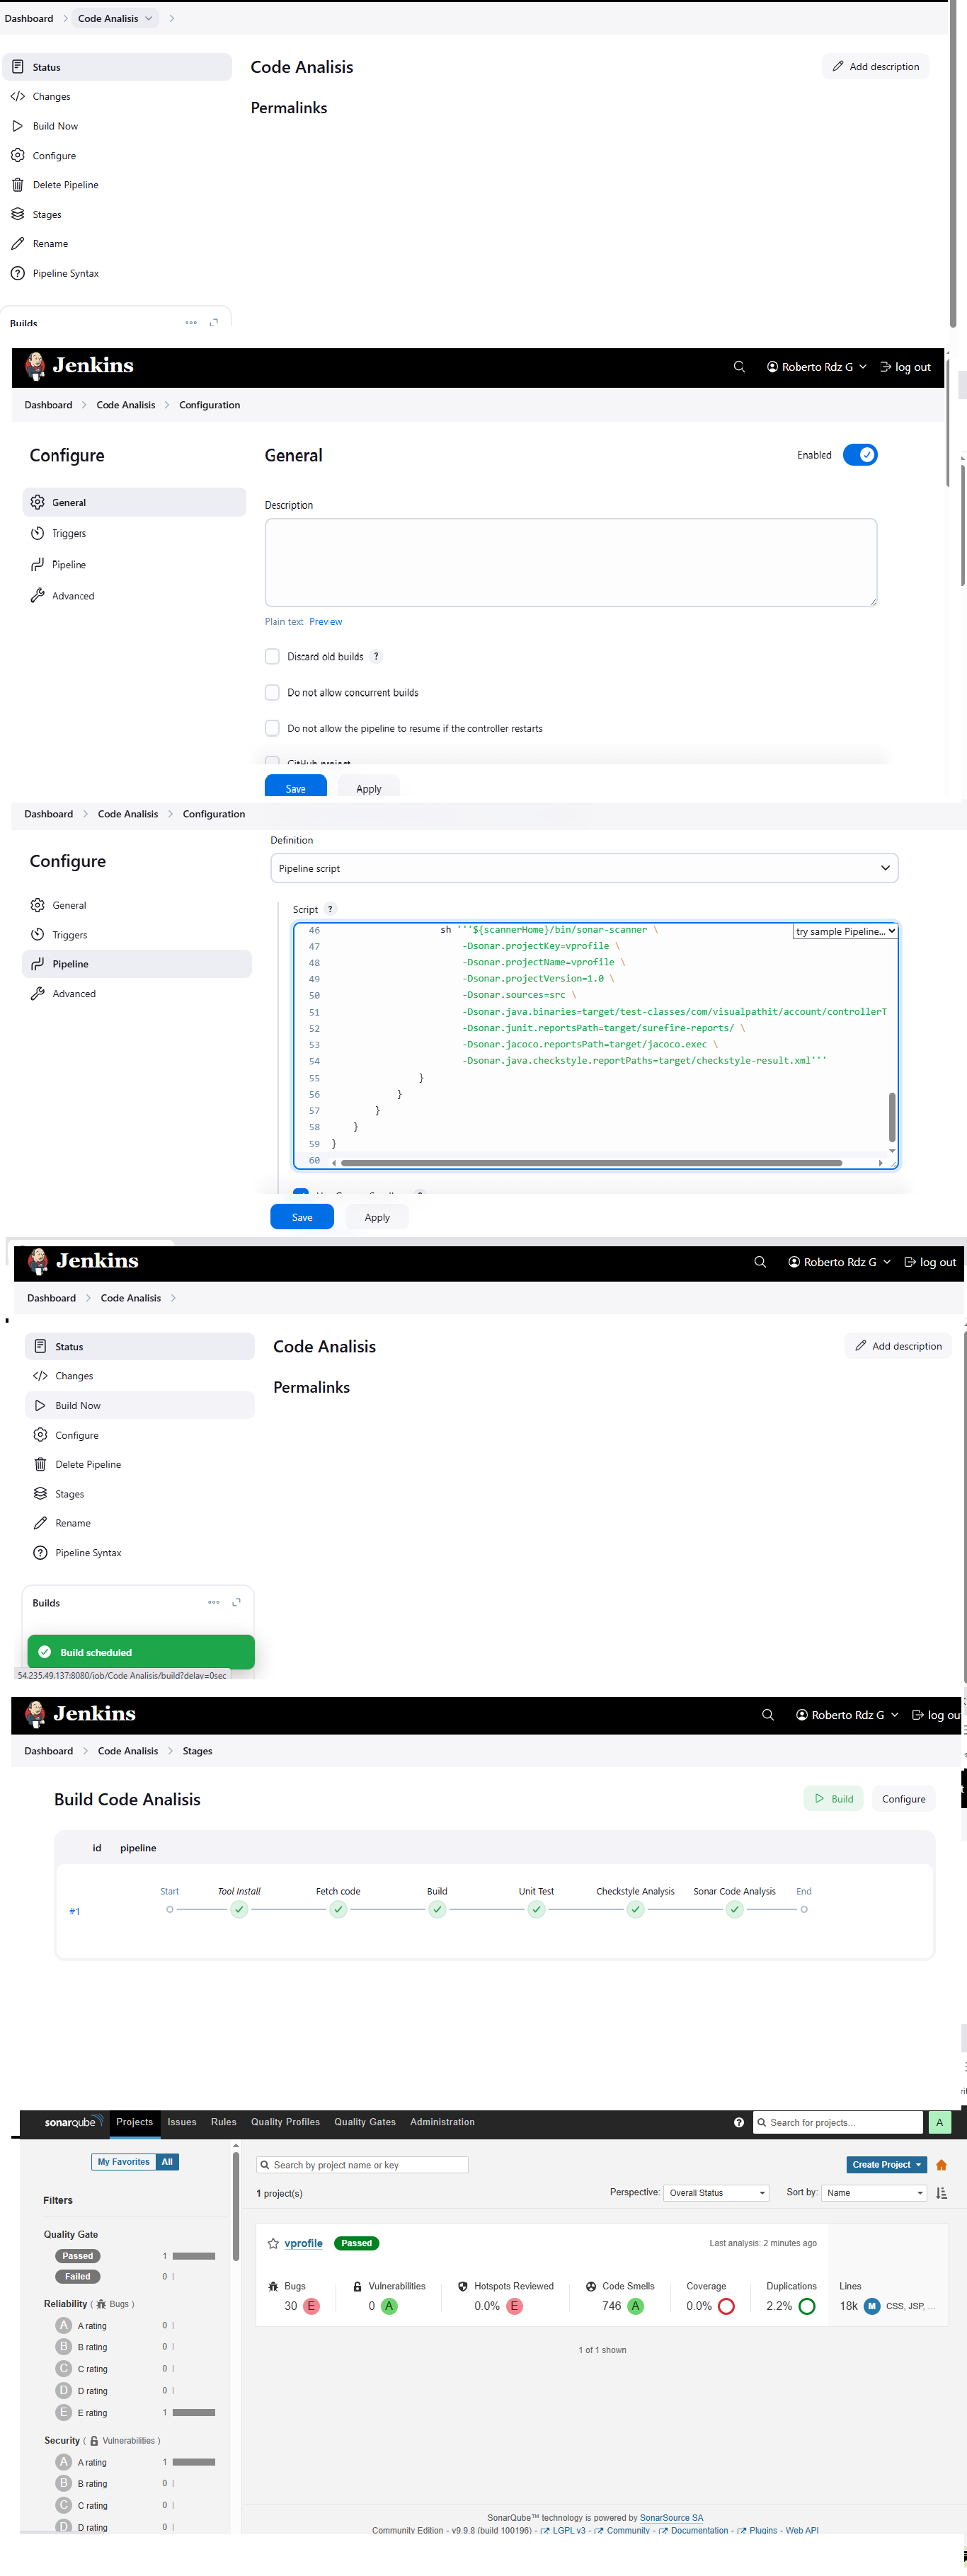 Dashboard > Code Analisis >
Status
Changes
Build Now
Configure
Delete Pipeline
Stages
Rename
Pipeline Syntax
Builds
Code Analisis
Add description
Permalinks
Jenkins
Roberto Rdz G
log out
Dashboard > Code Analisis > Configuration
Configure
General
Triggers
Pipeline
Advanced
General
Enabled
Description
Plain text Preview
Discard old builds ?
Do not allow concurrent builds
Do not allow the pipeline to resume if the controller restarts
GitHub project
Save Apply
Dashboard > Code Analisis > Configuration
Configure
General
Triggers
Pipeline
Advanced
Definition
Pipeline script
Script ?
try sample Pipeline...
46 sh '''${scannerHome}/bin/sonar-scanner \
47 -Dsonar.projectKey=vprofile \
48 -Dsonar.projectName=vprofile \
49 -Dsonar.projectVersion=1.0 \
50 -Dsonar.sources=src \
51 -Dsonar.java.binaries=target/test-classes/com/visualpathit/account/controllerT
52 -Dsonar.junit.reportsPath=target/surefire-reports/ \
53 -Dsonar.jacoco.reportsPath=target/jacoco.exec \
54 -Dsonar.java.checkstyle.reportPaths=target/checkstyle-result.xml'''
55 }
56 }
57 }
58 }
59 }
60
Save Apply
Jenkins
Roberto Rdz G
log out
Dashboard > Code Analisis >
Status
Changes
Build Now
Configure
Delete Pipeline
Stages
Rename
Pipeline Syntax
Builds
Build scheduled
54.235.49.137:8080/job/Code Analisis/build?delay=0sec
Code Analisis
Add description
Permalinks
Jenkins
Roberto Rdz G
log ou
Dashboard > Code Analisis > Stages
Build Code Analisis
Build
Configure
id pipeline
Start Tool Install Fetch code Build Unit Test Checkstyle Analysis Sonar Code Analysis End
#1
sonarqube Projects Issues Rules Quality Profiles Quality Gates Administration
? Search for projects... A
My Favorites All
Filters
Quality Gate
Passed 1
Failed 0
Reliability ( Bugs )
A A rating 0
B B rating 0
C C rating 0
D D rating 0
E E rating 1
Security ( Vulnerabilities )
A A rating 1
B B rating 0
C C rating 0
D D rating 0
Search by project name or key
Create Project
1 project(s)
Perspective: Overall Status
Sort by: Name
vprofile Passed
Last analysis: 2 minutes ago
Bugs Vulnerabilities Hotspots Reviewed Code Smells Coverage Duplications Lines
30 E 0 A 0.0% E 746 A 0.0% 2.2% 18k M CSS, JSP, ...
1 of 1 shown
SonarQube™ technology is powered by SonarSource SA
Community Edition - v9.9.8 (build 100196) - LGPL v3 - Community - Documentation - Plugins - Web API